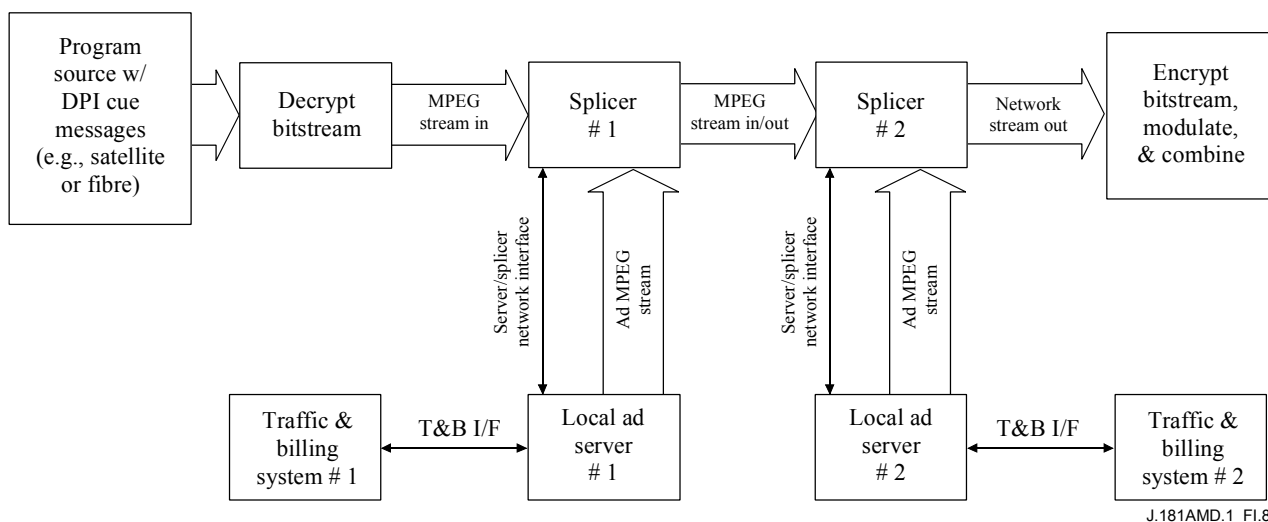 Program
source w/
DPI cue
messages
(e.g., satellite
or fibre)
Decrypt
bitstream
MPEG
stream in
Splicer
# 1
MPEG
stream in/out
Splicer
# 2
Network
stream out
Encrypt
bitstream,
modulate,
& combine
Server/splicer
network interface
Ad MPEG
stream
Server/splicer
network interface
Ad MPEG
stream
Traffic &
billing
system # 1
T&B I/F
Local ad
server
# 1
Local ad
server
# 2
T&B I/F
Traffic &
billing
system # 2
J.181AMD.1_FI.8